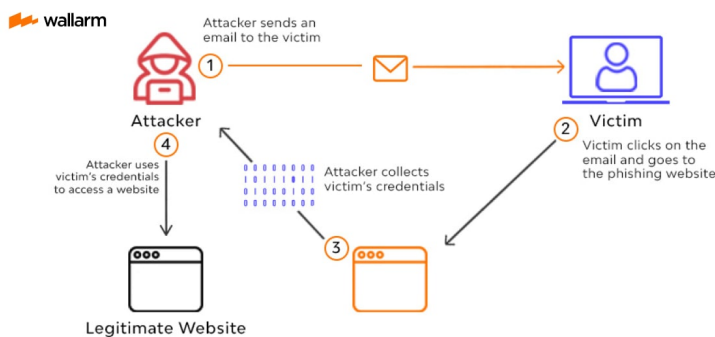 wallarm
Attacker sends an
email to the victim
1
Attacker
Victim
2
Victim clicks on the
email and goes to
the phishing website
4
Attacker uses
victim's credentials
to access a website
Attacker collects
victim's credentials
3
Legitimate Website